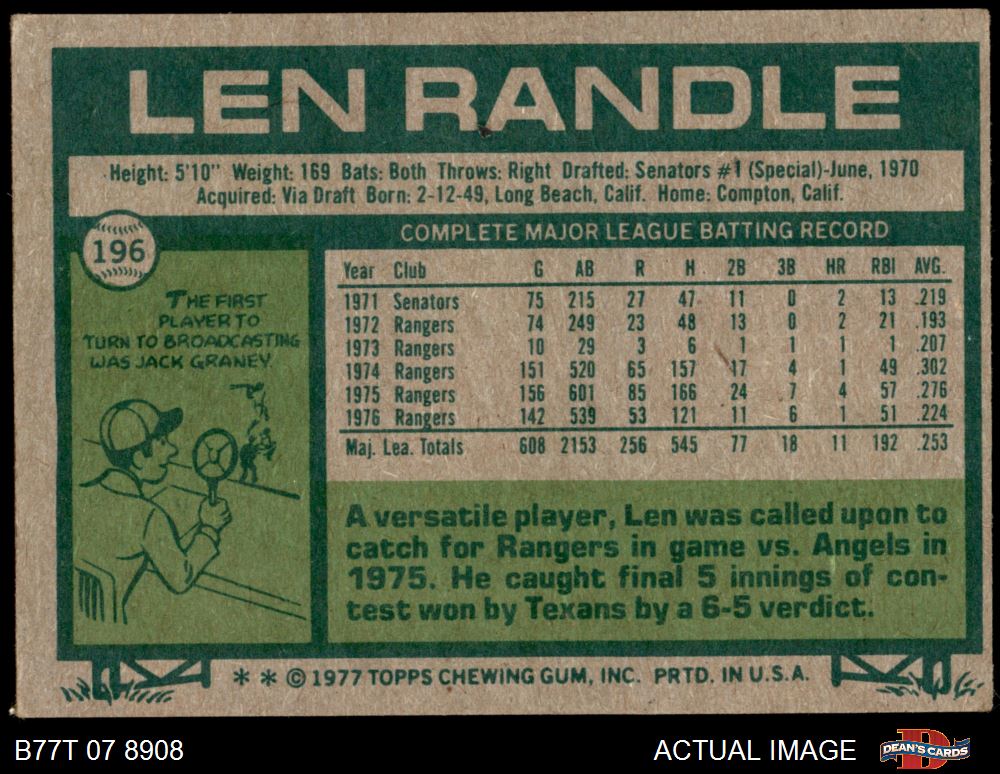 LEN RANDLE
Height: 5'10" Weight: 169 Bats: Both Throws: Right Drafted: Senators #1 (Special)-June, 1970
Acquired: Via Draft Born: 2-12-49, Long Beach, Calif. Home: Compton, Calif.
196
THE FIRST
PLAYER TO
TURN TO BROADCASTING
WAS JACK GRANEY.
COMPLETE MAJOR LEAGUE BATTING RECORD
Year Club G AB R H 2B 3B HR RBI AVG.
1971 Senators 75 215 27 47 11 0 2 13 .219
1972 Rangers 74 249 23 48 13 0 2 21 .193
1973 Rangers 10 29 3 6 1 1 1 1 .207
1974 Rangers 151 520 65 157 17 4 1 49 .302
1975 Rangers 156 601 85 166 24 7 4 57 .276
1976 Rangers 142 539 53 121 11 6 1 51 .224
Maj. Lea. Totals 608 2153 256 545 77 18 11 192 .253
A versatile player, Len was called upon to
catch for Rangers in game vs. Angels in
1975. He caught final 5 innings of con-
test won by Texans by a 6-5 verdict.
* * © 1977 TOPPS CHEWING GUM, INC. PRTD. IN U.S.A.
B77T 07 8908
ACTUAL IMAGE
DEAN'S CARDS